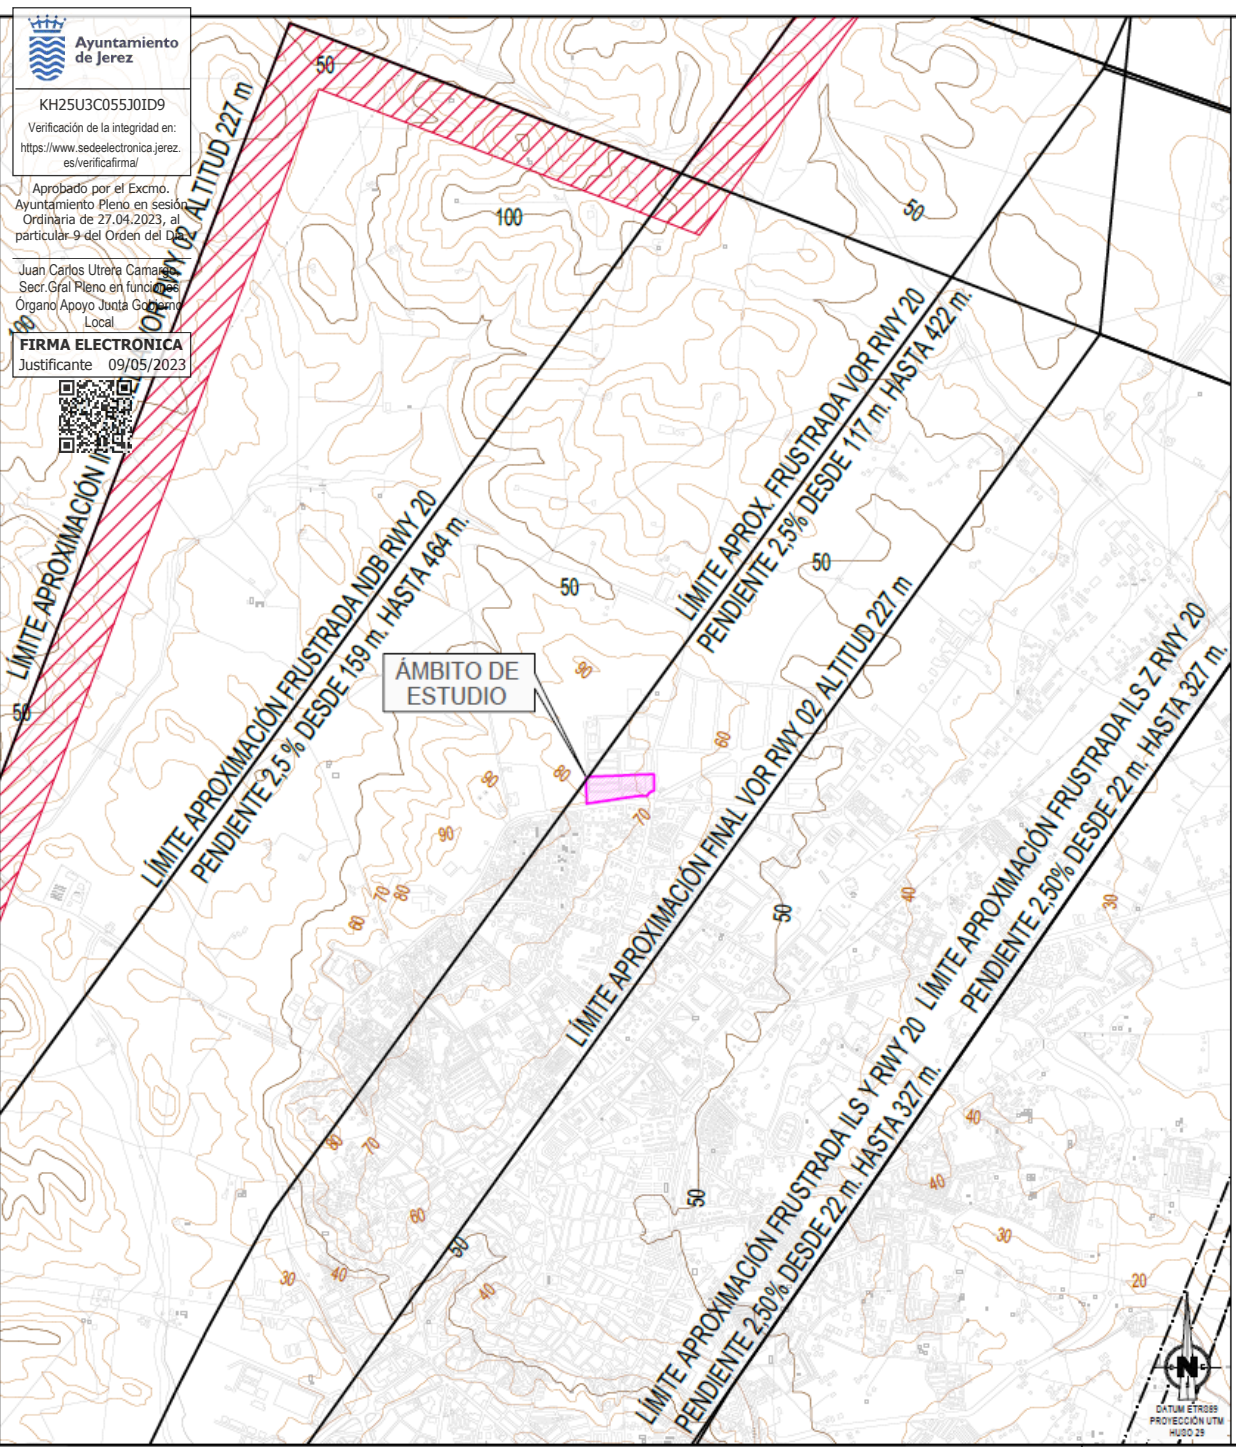 Ayuntamiento
de Jerez
KH25U3C055J0ID9
Verificación de la integridad en:
https://www.sedeelectronica.jerez.
es/verificafirma/
Aprobado por el Excmo.
Ayuntamiento Pleno en sesión
Ordinaria de 27.04.2023, al
particular 9 del Orden del Día.
Juan Carlos Utrera Camargo,
Secr.Gral Pleno en funciones
Órgano Apoyo Junta Gobierno
Local
FIRMA ELECTRONICA
Justificante 09/05/2023
50
100
50
100
LÍMITE APROXIMACIÓN VOR RWY 02 ALTITUD 227 m
LÍMITE APROX. FRUSTRADA VOR RWY 20
PENDIENTE 2,5% DESDE 117 m. HASTA 422 m.
LÍMITE APROXIMACIÓN FRUSTRADA NDB RWY 20
PENDIENTE 2,5 % DESDE 159 m. HASTA 464 m.
50
50
ÁMBITO DE
ESTUDIO
90
50
60
80
90
70
90
LÍMITE APROXIMACIÓN FINAL VOR RWY 02 ALTITUD 227 m
LÍMITE APROXIMACIÓN FRUSTRADA ILS Z RWY 20
PENDIENTE 2,50% DESDE 22 m. HASTA 327 m.
70
80
60
50
40
30
LÍMITE APROXIMACIÓN FRUSTRADA ILS Y RWY 20
PENDIENTE 2,50% DESDE 22 m. HASTA 327 m.
80
70
40
40
50
60
50
30
30
40
40
20
N
DATUM ETRS89
PROYECCIÓN UTM
HUSO 29